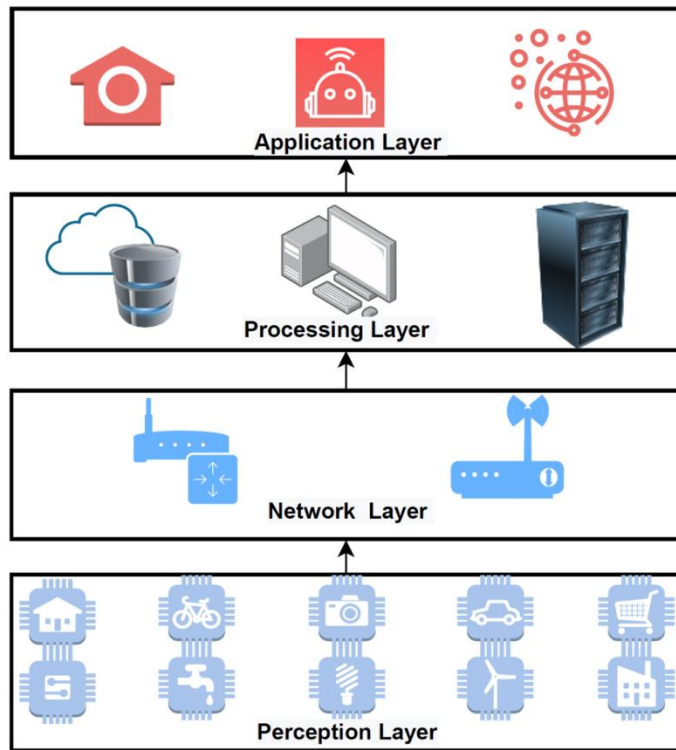 Application Layer
Processing Layer
Network Layer
Perception Layer